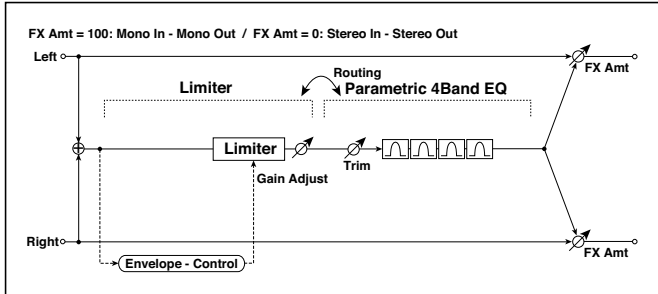 FX Amt = 100: Mono In - Mono Out / FX Amt = 0: Stereo In - Stereo Out
Left
FX Amt
Routing
Limiter
Parametric 4Band EQ
Limiter
Gain Adjust
Trim
Right
FX Amt
Envelope - Control